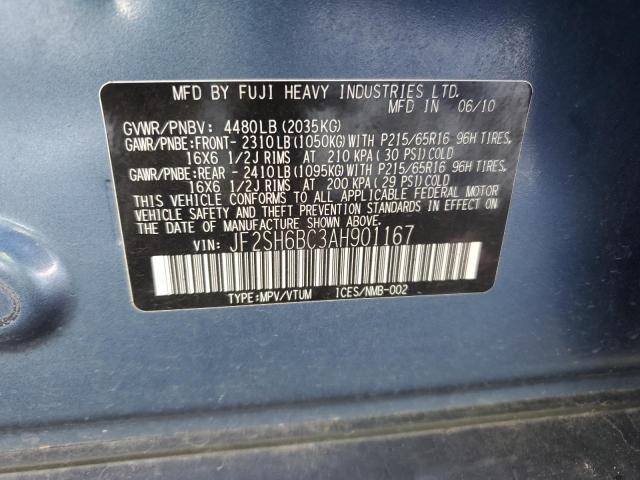 MFD BY FUJI HEAVY INDUSTRIES LTD.
MFD IN 06/10
GVWR/PNBV: 4480LB (2035KG)
GAWR/PNBE:FRONT- 2310LB(1050KG)WITH P215/65R16 96H TIRES,
16X6 1/2J RIMS AT 210 KPA(30 PSI)COLD
GAWR/PNBE:REAR - 2410LB(1095KG)WITH P215/65R16 96H TIRES,
16X6 1/2J RIMS AT 200 KPA(29 PSI)COLD
THIS VEHICLE CONFORMS TO ALL APPLICABLE FEDERAL MOTOR
VEHICLE SAFETY AND THEFT PREVENTION STANDARDS IN EFFECT ON
THE DATE OF MANUFACTURE SHOWN ABOVE.
VIN: JF2SH6BC3AH901167
TYPE:MPV/VTUM ICES/NMB-002